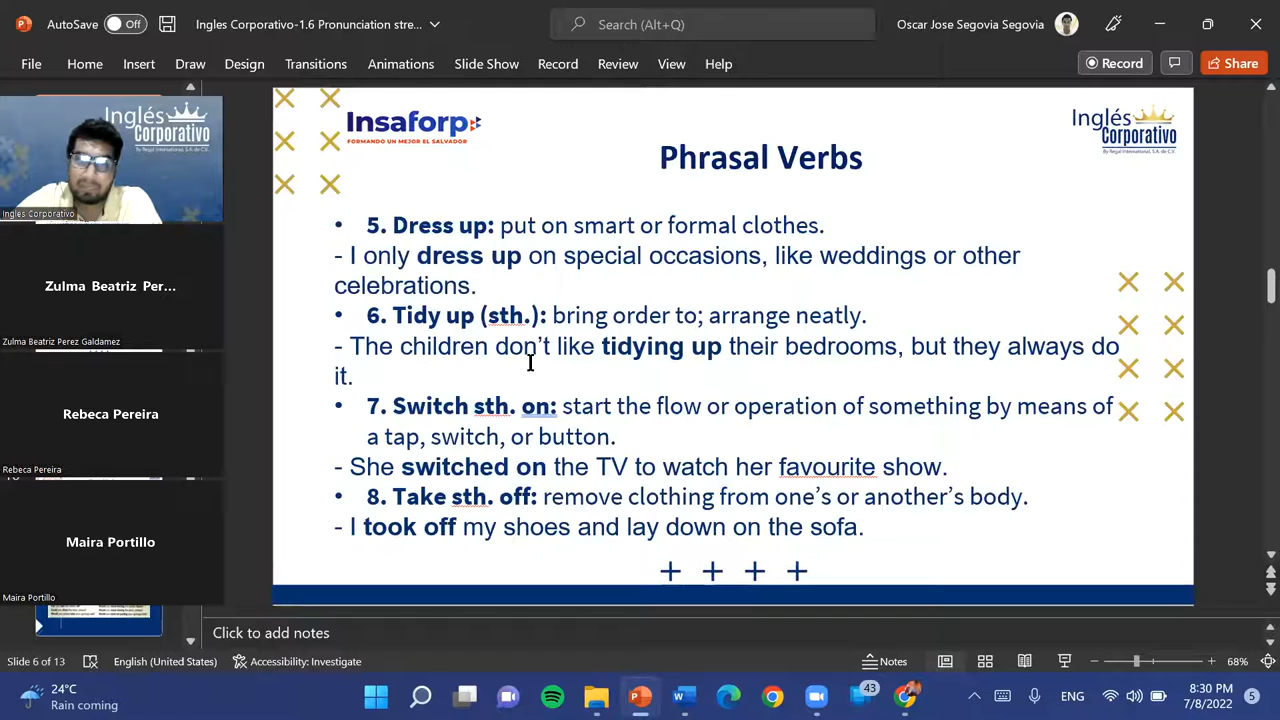 AutoSave Off Ingles Corporativo-1.6 Pronunciation stre... Search (Alt+Q) Oscar Jose Segovia Segovia
File Home Insert Draw Design Transitions Animations Slide Show Record Review View Help Record Share
Inglés Corporativo
Ingles Corporativo
Zulma Beatriz Per...
Zulma Beatriz Perez Galdamez
Rebeca Pereira
Rebeca Pereira
Maira Portillo
Maira Portillo
Insaforp
FORMANDO UN MEJOR EL SALVADOR
Inglés
Corporativo
By Regal International, S.A. de C.V.
Phrasal Verbs
• 5. Dress up: put on smart or formal clothes.
- I only dress up on special occasions, like weddings or other
celebrations.
• 6. Tidy up (sth.): bring order to; arrange neatly.
- The children don’t like tidying up their bedrooms, but they always do
it.
• 7. Switch sth. on: start the flow or operation of something by means of
a tap, switch, or button.
- She switched on the TV to watch her favourite show.
• 8. Take sth. off: remove clothing from one’s or another’s body.
- I took off my shoes and lay down on the sofa.
+ + + +
Click to add notes
Slide 6 of 13 English (United States) Accessibility: Investigate Notes 68%
24°C
Rain coming
43
ENG
8:30 PM
7/8/2022
5